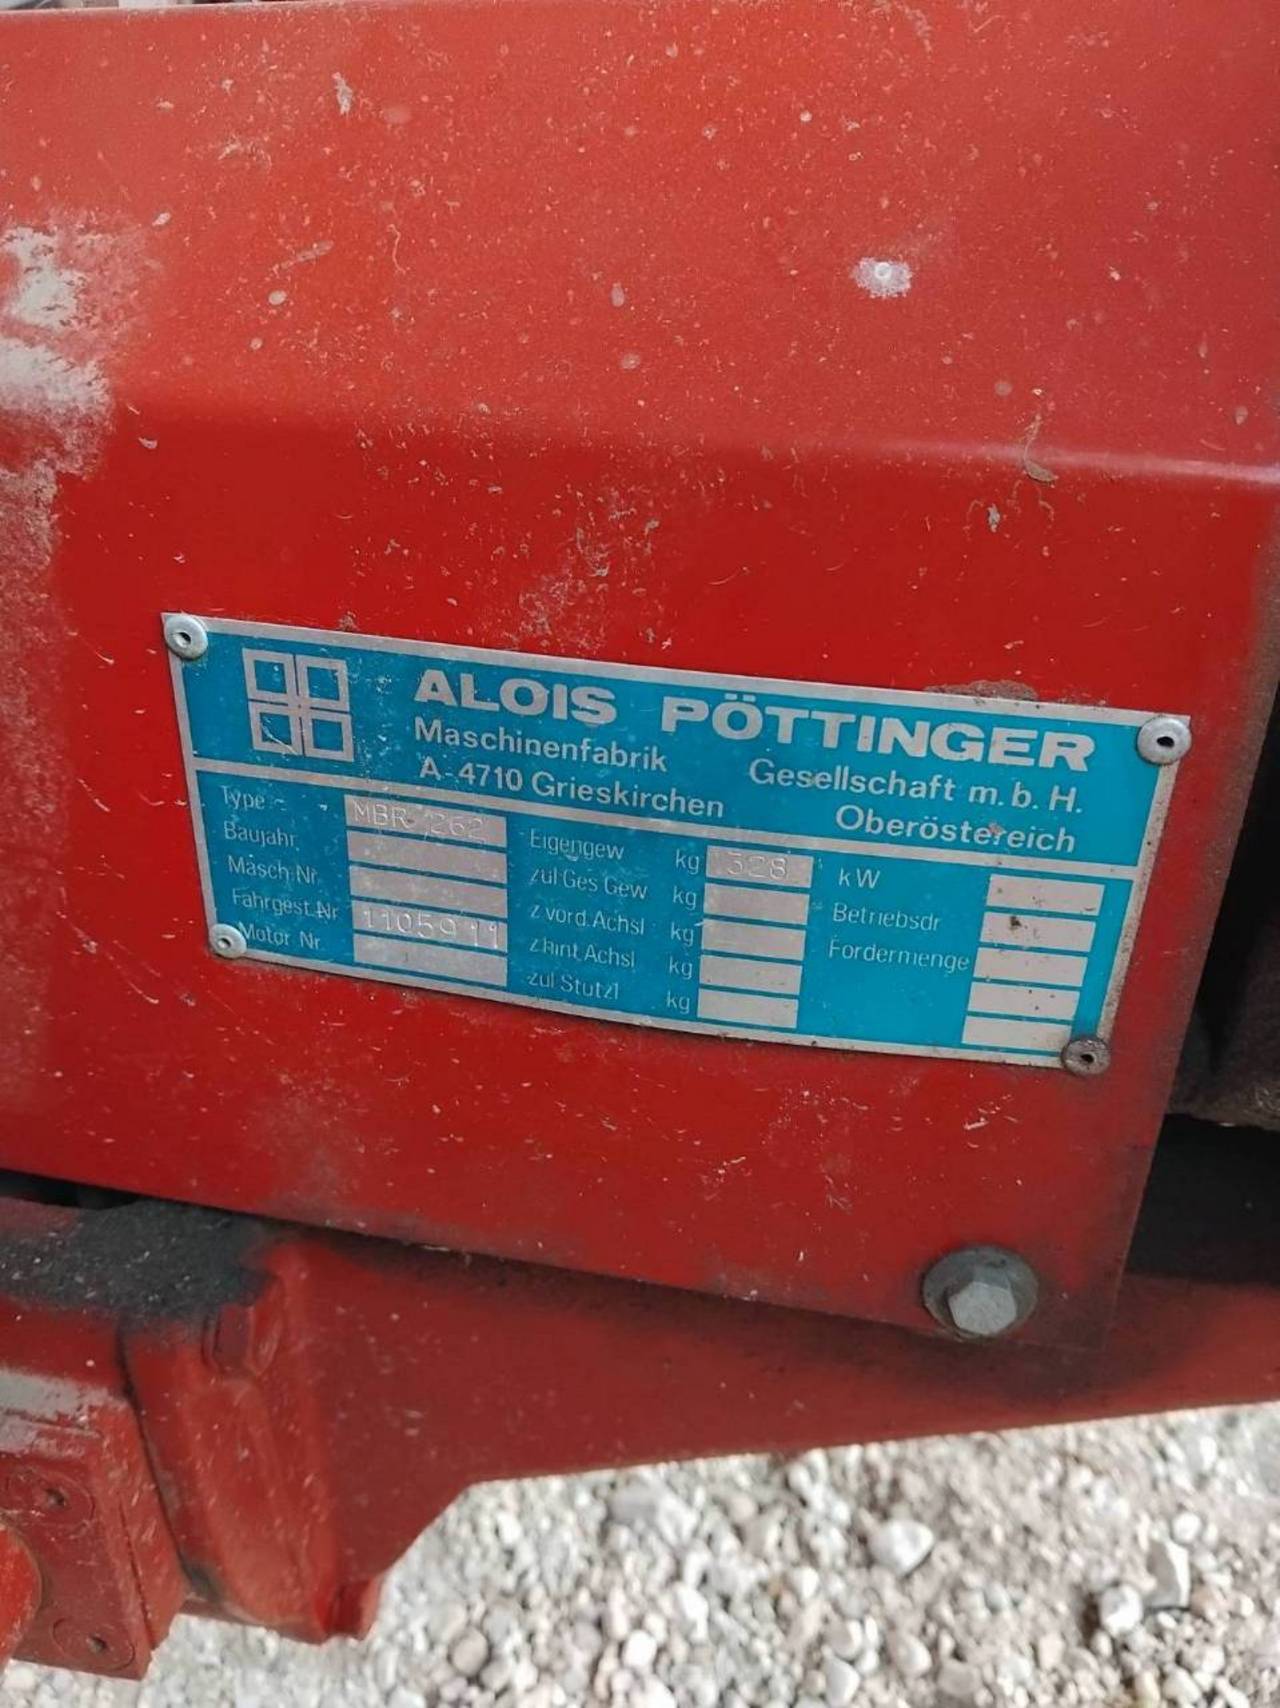 ALOIS PÖTTINGER
Maschinenfabrik Gesellschaft m.b.H.
A-4710 Grieskirchen Oberösterreich
Type MBR 262
Baujahr
Masch Nr.
Fahrgest.Nr 1105911
Motor Nr.
Eigengew kg 328
zul Ges Gew kg
z vord. Achsl kg
z hint Achsl kg
zul Stutzl kg
kW
Betriebsdr
Fordermenge